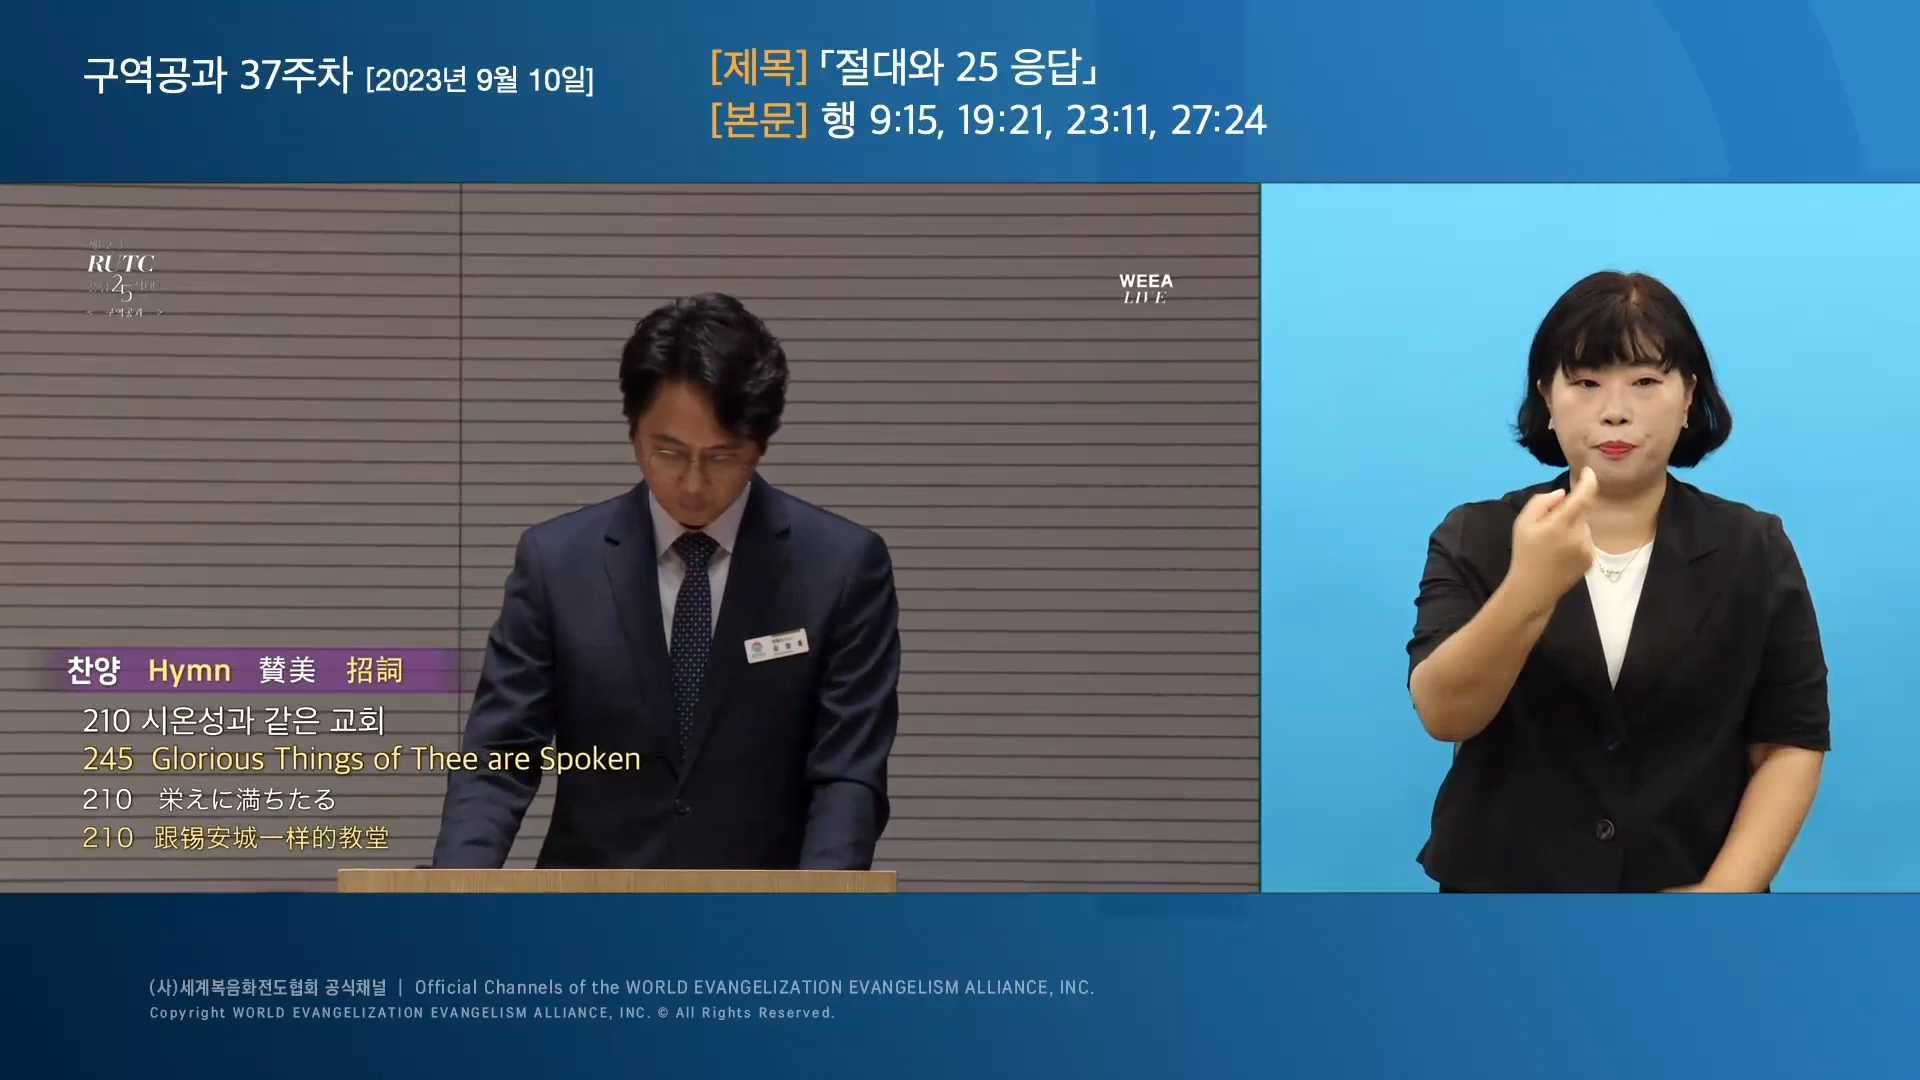 구역공과 37주차 [2023년 9월 10일]
[제목] 「절대와 25 응답」
[본문] 행 9:15, 19:21, 23:11, 27:24
RUTC
25
구역공과
WEEA
LIVE
찬양 Hymn 賛美 招詞
210 시온성과 같은 교회
245 Glorious Things of Thee are Spoken
210 栄えに満ちたる
210 跟锡安城一样的教堂
(사)세계복음화전도협회 공식채널 | Official Channels of the WORLD EVANGELIZATION EVANGELISM ALLIANCE, INC.
Copyright WORLD EVANGELIZATION EVANGELISM ALLIANCE, INC. © All Rights Reserved.